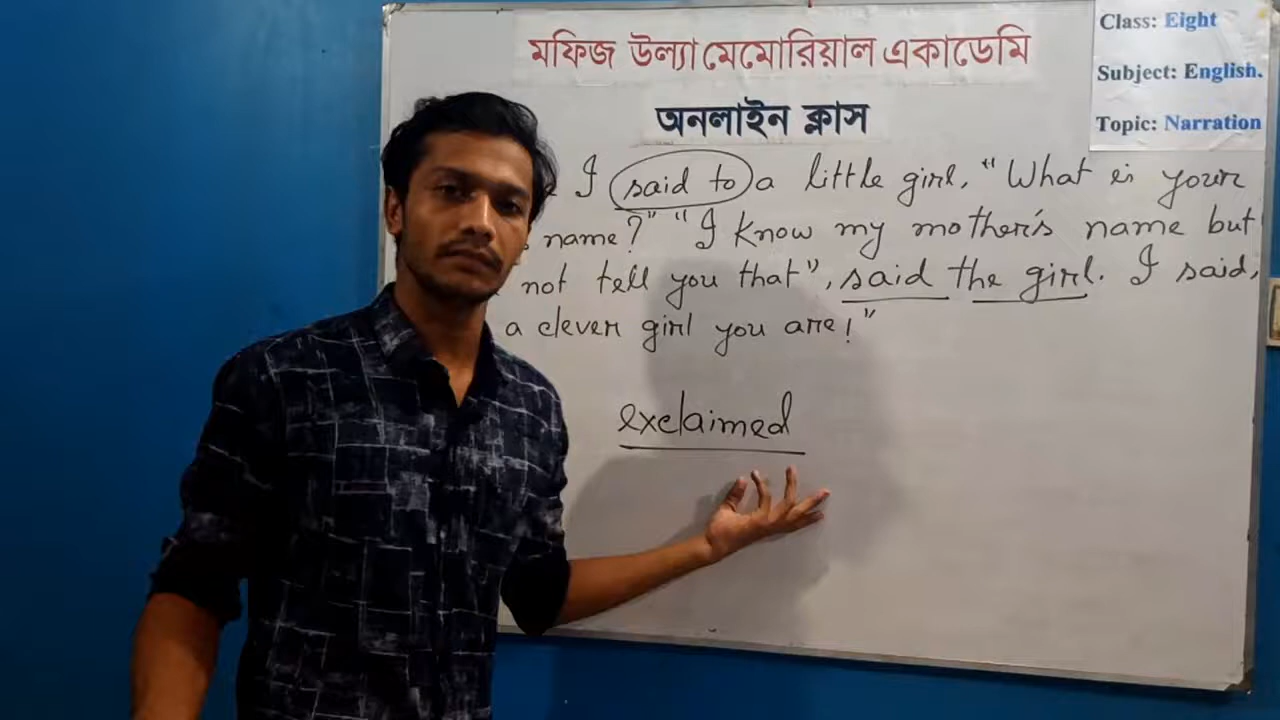 Class: Eight
Subject: English.
Topic: Narration
মফিজ উল্যা মেমোরিয়াল একাডেমি
অনলাইন ক্লাস
I said to a little girl, "What is your
name?" "I know my mother's name but
not tell you that", said the girl. I said,
a clever girl you are!"
exclaimed